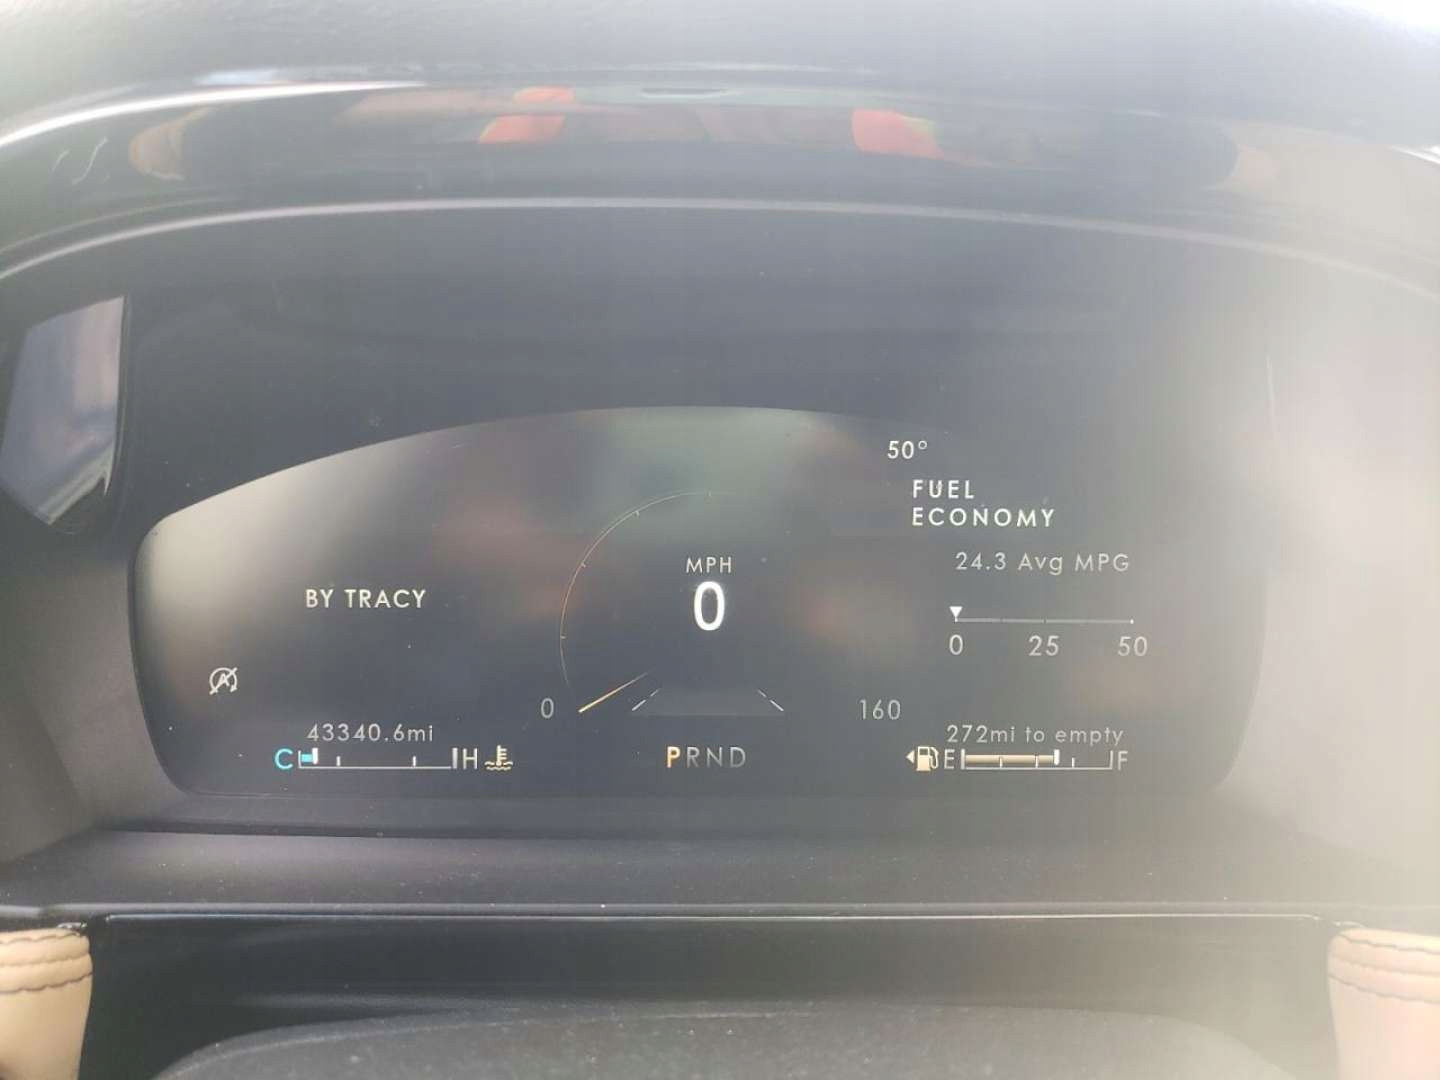 50°
FUEL
ECONOMY
24.3 Avg MPG
MPH
0
BY TRACY
0 25 50
A
0
160
43340.6mi
272mi to empty
C H
PRND
E F